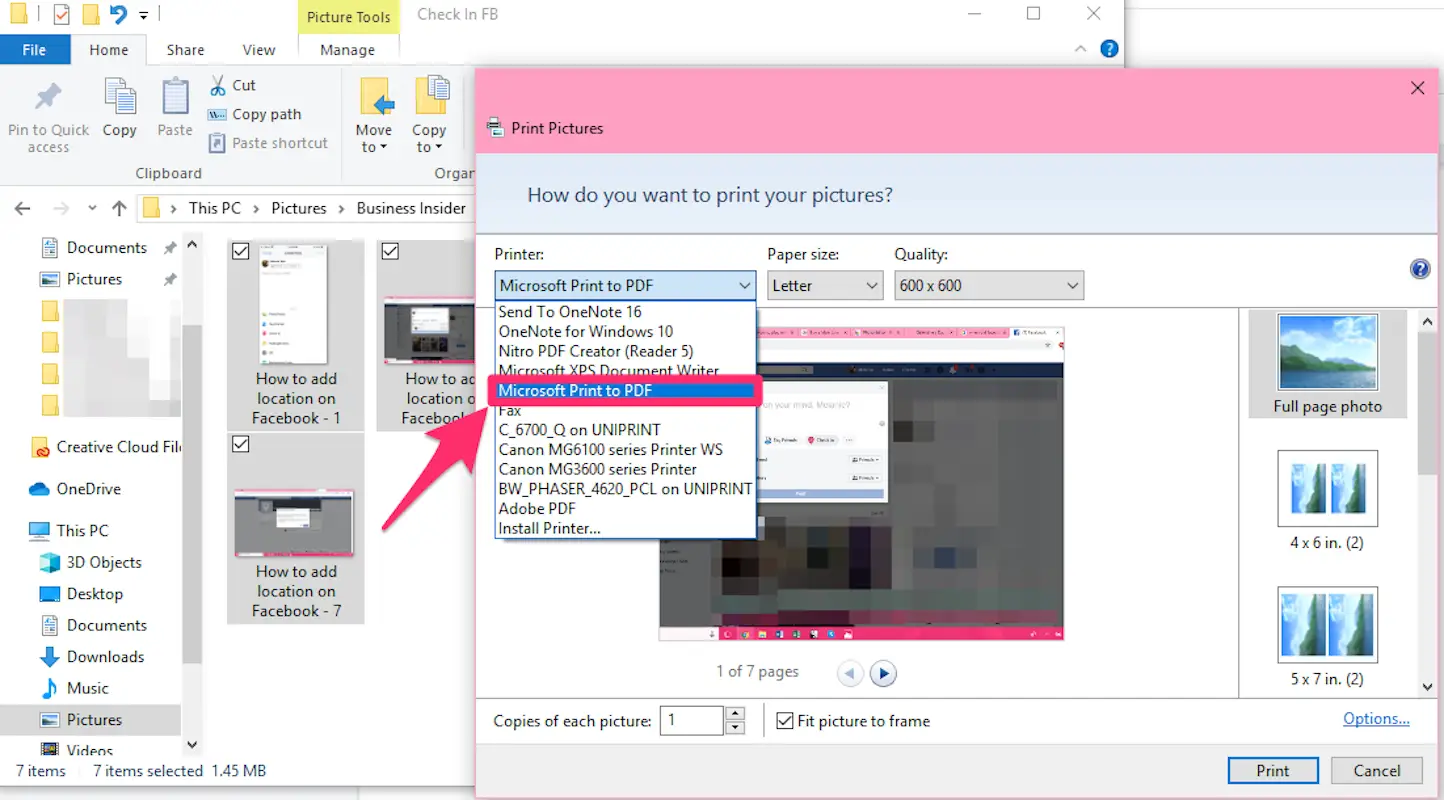 Picture Tools
Check In FB
File
Home
Share
View
Manage
Pin to Quick
access
Copy
Paste
Cut
Copy path
Paste shortcut
Move
to
Copy
to
Clipboard
Organ
This PC
Pictures
Business Insider
Documents
Pictures
Creative Cloud File
OneDrive
This PC
3D Objects
Desktop
Documents
Downloads
Music
Pictures
Videos
How to add
location on
Facebook - 1
How to ad
location
Facebook
How to add
location on
Facebook - 7
7 items
7 items selected 1.45 MB
Print Pictures
How do you want to print your pictures?
Printer:
Paper size:
Quality:
Microsoft Print to PDF
Letter
600 x 600
Send To OneNote 16
OneNote for Windows 10
Nitro PDF Creator (Reader 5)
Microsoft XPS Document Writer
Microsoft Print to PDF
Fax
C_6700_Q on UNIPRINT
Canon MG6100 series Printer WS
Canon MG3600 series Printer
BW_PHASER_4620_PCL on UNIPRINT
Adobe PDF
Install Printer...
Full page photo
4 x 6 in. (2)
5 x 7 in. (2)
1 of 7 pages
Copies of each picture:
1
Fit picture to frame
Options...
Print
Cancel